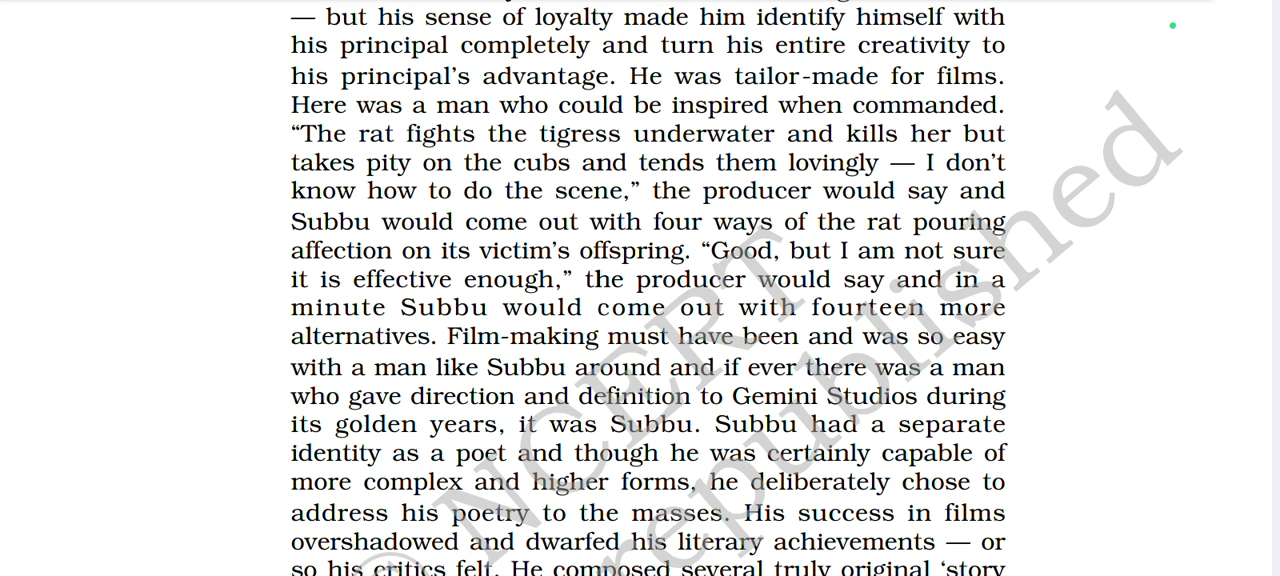 — but his sense of loyalty made him identify himself with
his principal completely and turn his entire creativity to
his principal’s advantage. He was tailor-made for films.
Here was a man who could be inspired when commanded.
“The rat fights the tigress underwater and kills her but
takes pity on the cubs and tends them lovingly — I don’t
know how to do the scene,” the producer would say and
Subbu would come out with four ways of the rat pouring
affection on its victim’s offspring. “Good, but I am not sure
it is effective enough,” the producer would say and in a
minute Subbu would come out with fourteen more
alternatives. Film-making must have been and was so easy
with a man like Subbu around and if ever there was a man
who gave direction and definition to Gemini Studios during
its golden years, it was Subbu. Subbu had a separate
identity as a poet and though he was certainly capable of
more complex and higher forms, he deliberately chose to
address his poetry to the masses. His success in films
overshadowed and dwarfed his literary achievements — or
so his critics felt. He composed several truly original ‘story
© NCERT
republished